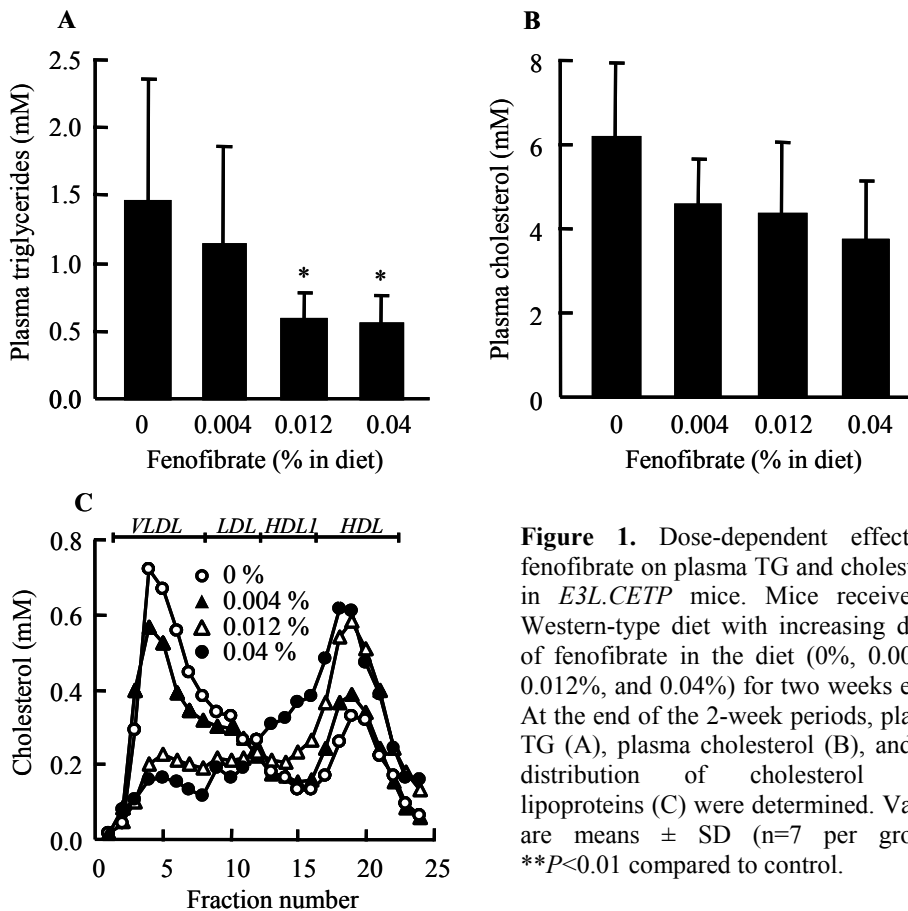 A
Plasma triglycerides (mM)
2.5
2.0
1.5
1.0
0.5
0.0
* *
0 0.004 0.012 0.04
Fenofibrate (% in diet)
B
Plasma cholesterol (mM)
8
6
4
2
0
0 0.004 0.012 0.04
Fenofibrate (% in diet)
C
VLDL LDL HDL1 HDL
Cholesterol (mM)
0.8
0.6
0.4
0.2
0.0
0 %
0.004 %
0.012 %
0.04 %
0 5 10 15 20 25
Fraction number
Figure 1. Dose-dependent effect
fenofibrate on plasma TG and cholest
in E3L.CETP mice. Mice receive
Western-type diet with increasing d
of fenofibrate in the diet (0%, 0.00
0.012%, and 0.04%) for two weeks e
At the end of the 2-week periods, pla
TG (A), plasma cholesterol (B), and
distribution of cholesterol
lipoproteins (C) were determined. Va
are means ± SD (n=7 per gro
**P<0.01 compared to control.